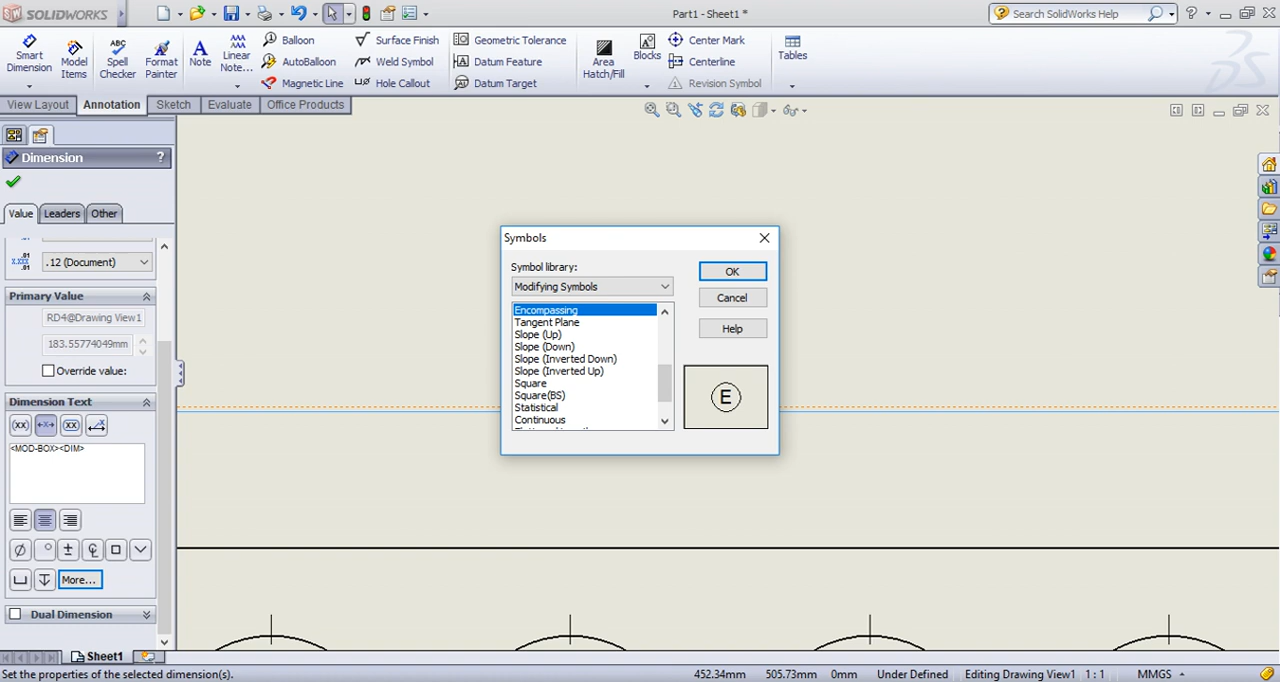 SOLIDWORKS
Part1 - Sheet1 *
Search SolidWorks Help
Smart Dimension
Model Items
ABC
Spell Checker
Format Painter
Note
Linear Note...
Balloon
AutoBalloon
Magnetic Line
Surface Finish
Weld Symbol
Hole Callout
Geometric Tolerance
Datum Feature
Datum Target
Area Hatch/Fill
Blocks
Center Mark
Centerline
Revision Symbol
Tables
View Layout
Annotation
Sketch
Evaluate
Office Products
Dimension
?
Value
Leaders
Other
.12 (Document)
Primary Value
RD4@Drawing View1
183.55774049mm
Override value:
Dimension Text
<MOD-BOX><DIM>
More...
Dual Dimension
Symbols
Symbol library:
Modifying Symbols
OK
Cancel
Help
Encompassing
Tangent Plane
Slope (Up)
Slope (Down)
Slope (Inverted Down)
Slope (Inverted Up)
Square
Square(BS)
Statistical
Continuous
E
Sheet1
Set the properties of the selected dimension(s).
452.34mm
505.73mm
0mm
Under Defined
Editing Drawing View1
1 : 1
MMGS